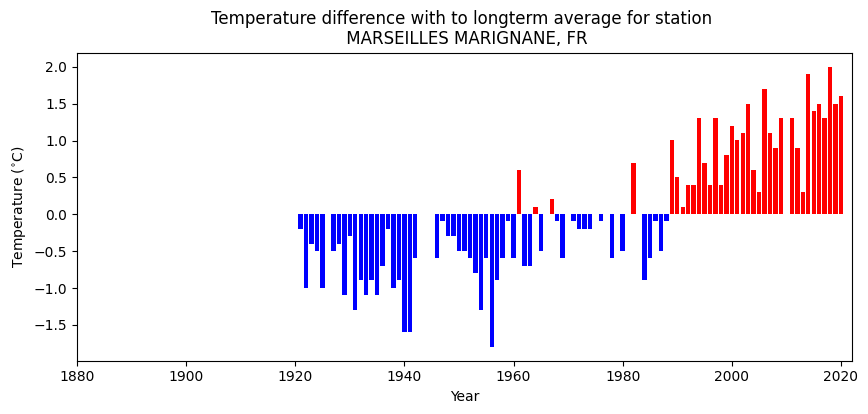 Temperature difference with to longterm average for station
MARSEILLES MARIGNANE, FR
2.0
1.5
1.0
0.5
0.0
−0.5
−1.0
−1.5
Temperature (°C)
1880 1900 1920 1940 1960 1980 2000 2020
Year